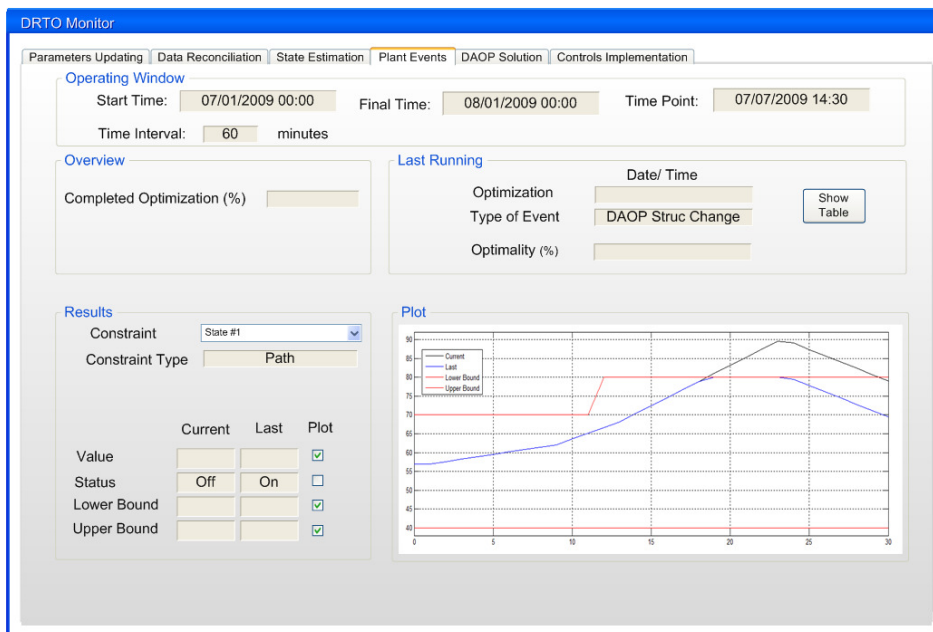 DRTO Monitor
Parameters Updating Data Reconciliation State Estimation Plant Events DAOP Solution Controls Implementation
Operating Window
Start Time: 07/01/2009 00:00 Final Time: 08/01/2009 00:00 Time Point: 07/07/2009 14:30
Time Interval: 60 minutes
Overview
Completed Optimization (%)
Last Running
Date/ Time
Optimization
Type of Event DAOP Struc Change
Optimality (%)
Show
Table
Results
Constraint State #1
Constraint Type Path
Current Last Plot
Value
Status Off On
Lower Bound
Upper Bound
Plot
90
85
80
75
70
65
60
55
50
45
40
Current
Last
Lower Bound
Upper Bound
0 5 10 15 20 25 30